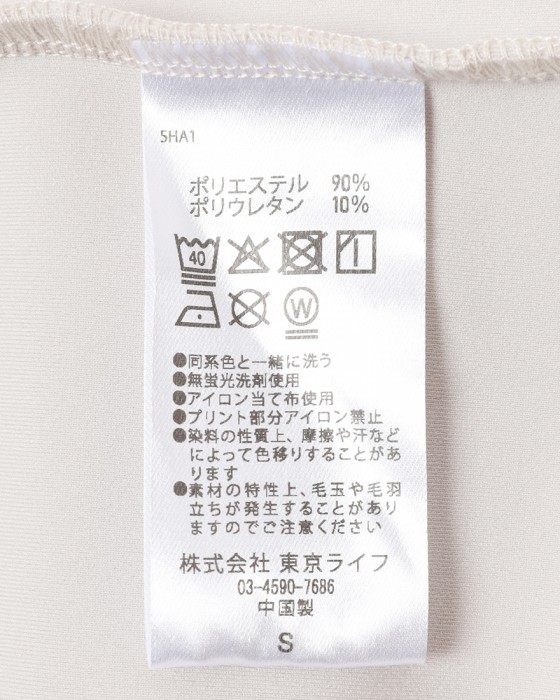 5HA1
ポリエステル 90%
ポリウレタン 10%
40
W
●同系色と一緒に洗う
●無蛍光洗剤使用
●アイロン当て布使用
●プリント部分アイロン禁止
●染料の性質上、摩擦や汗など
によって色移りすることがあ
ります
●素材の特性上、毛玉や毛羽
立ちが発生することがあり
ますのでご注意ください
株式会社 東京ライフ
03-4590-7686
中国製
S